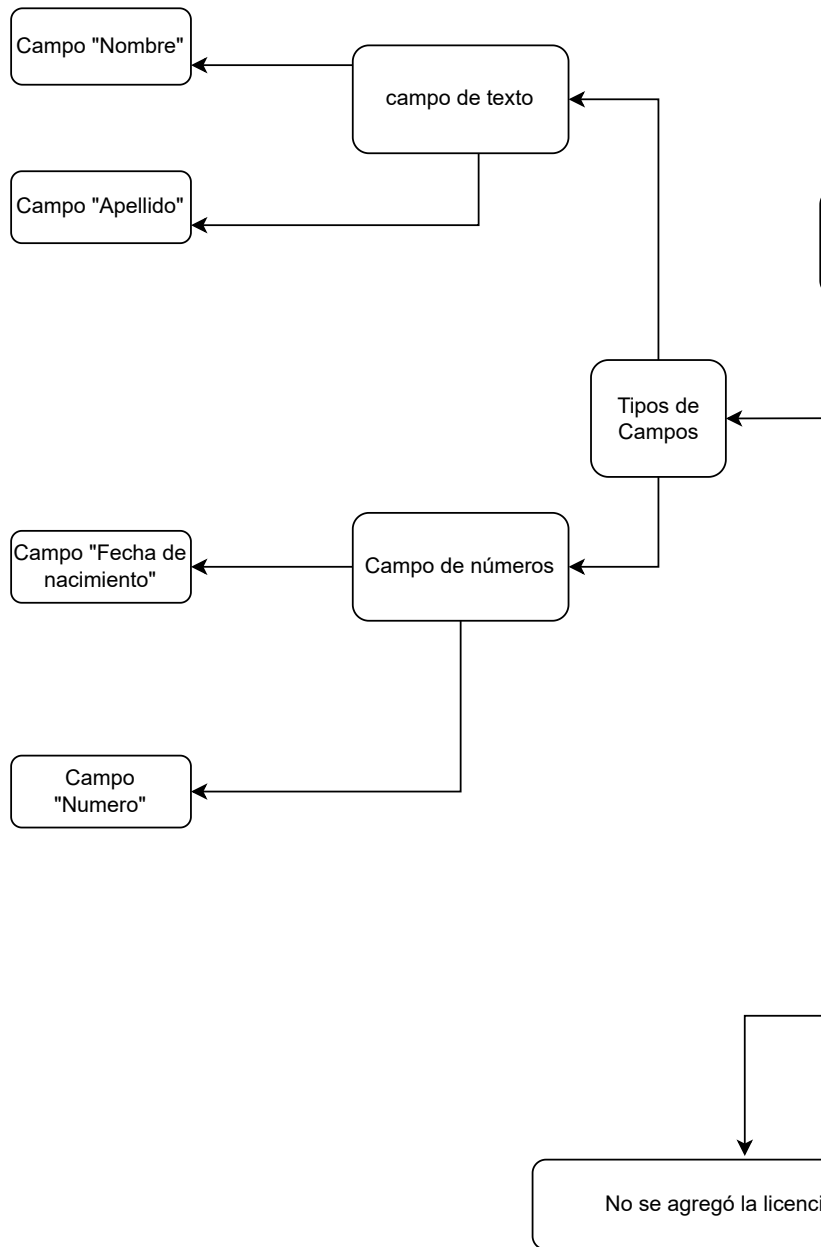 Campo "Nombre"
campo de texto
Campo "Apellido"
Tipos de
Campos
Campo "Fecha de
nacimiento"
Campo de números
Campo
"Numero"
No se agregó la licenci